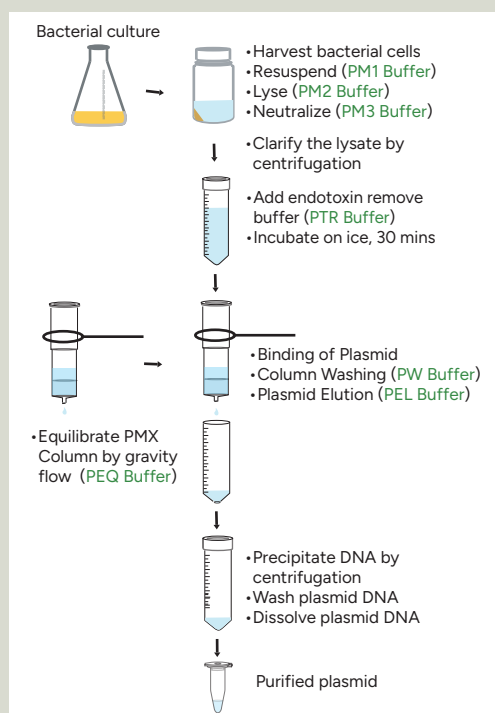 Bacterial culture
•Harvest bacterial cells
•Resuspend (PM1 Buffer)
•Lyse (PM2 Buffer)
•Neutralize (PM3 Buffer)
•Clarify the lysate by
centrifugation
•Add endotoxin remove
buffer (PTR Buffer)
•Incubate on ice, 30 mins
•Binding of Plasmid
•Column Washing (PW Buffer)
•Plasmid Elution (PEL Buffer)
•Equilibrate PMX
Column by gravity
flow (PEQ Buffer)
•Precipitate DNA by
centrifugation
•Wash plasmid DNA
•Dissolve plasmid DNA
Purified plasmid